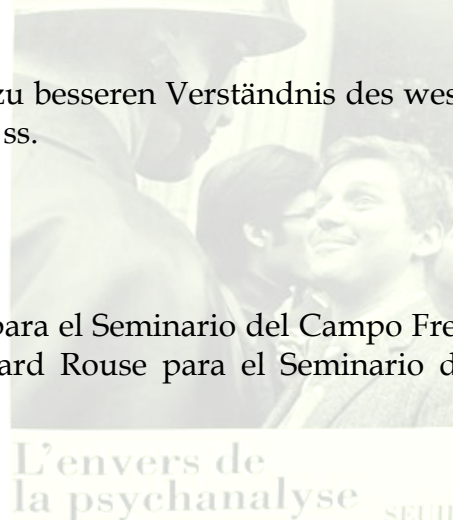 zu besseren Verständnis des wes
ss.
para el Seminario del Campo Fre
ard Rouse para el Seminario d
L'envers de
la psychanalyse
SEUIL